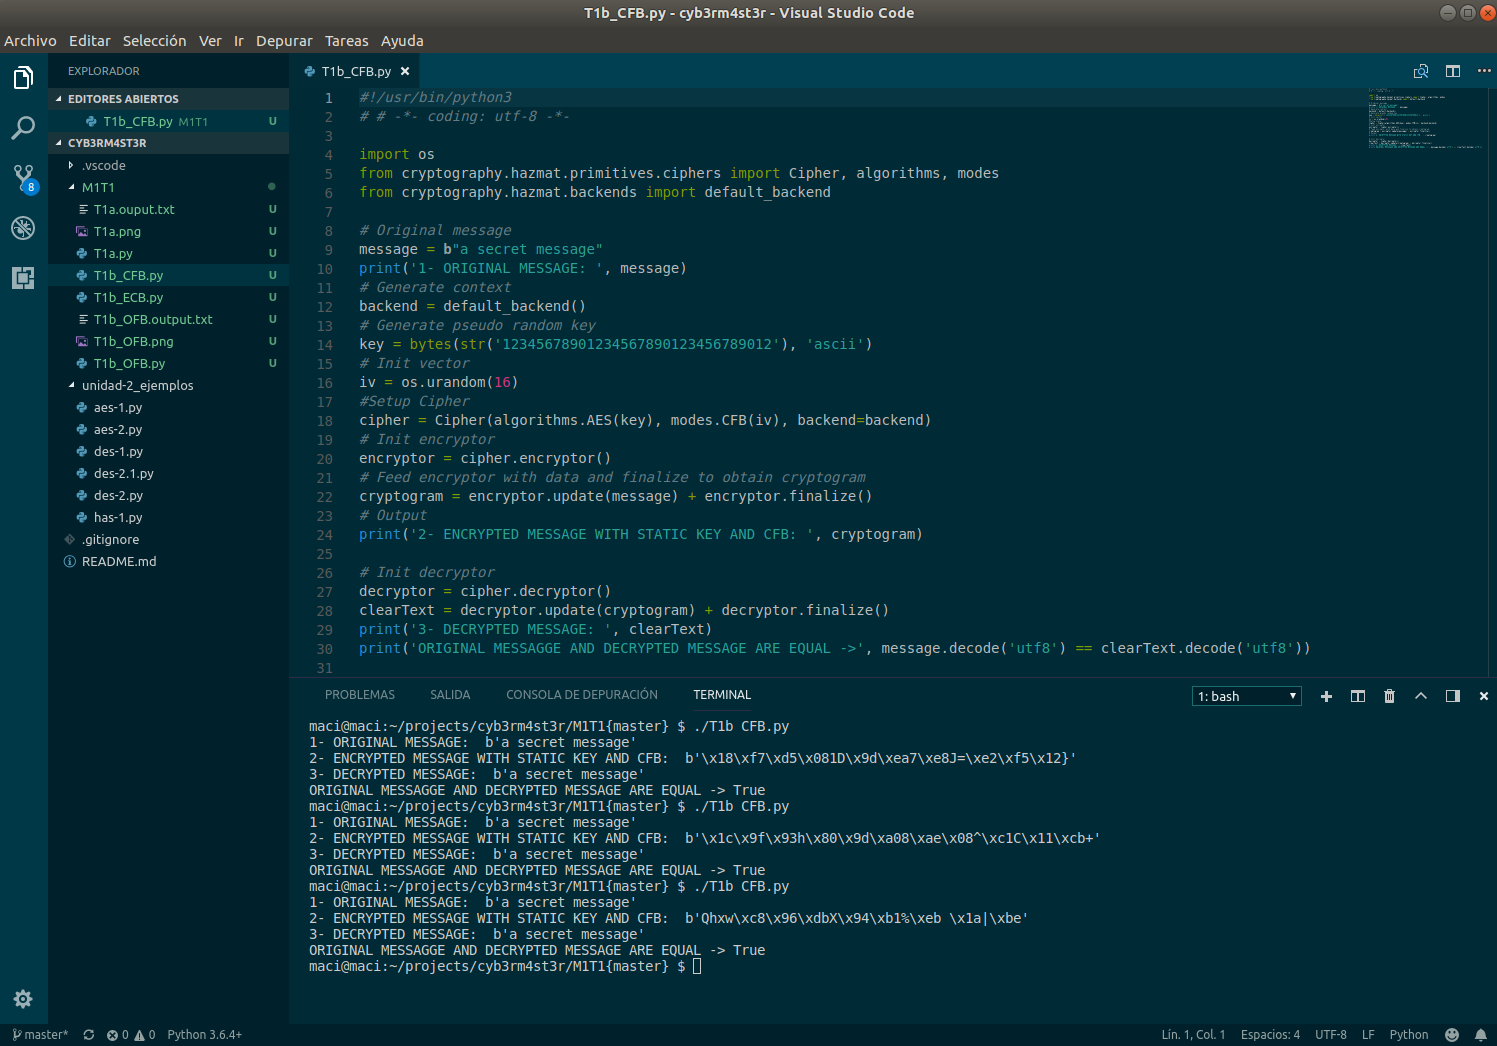 T1b_CFB.py - cyb3rm4st3r - Visual Studio Code
Archivo Editar Selección Ver Ir Depurar Tareas Ayuda
EXPLORADOR
EDITORES ABIERTOS
T1b_CFB.py M1T1 U
CYB3RM4ST3R
.vscode
8
M1T1
T1a.ouput.txt U
T1a.png U
T1a.py U
T1b_CFB.py U
T1b_ECB.py U
T1b_OFB.output.txt U
T1b_OFB.png U
T1b_OFB.py U
unidad-2_ejemplos
aes-1.py
aes-2.py
des-1.py
des-2.1.py
des-2.py
has-1.py
.gitignore
README.md
T1b_CFB.py
1 #!/usr/bin/python3
2 # # -*- coding: utf-8 -*-
3
4 import os
5 from cryptography.hazmat.primitives.ciphers import Cipher, algorithms, modes
6 from cryptography.hazmat.backends import default_backend
7
8 # Original message
9 message = b"a secret message"
10 print('1- ORIGINAL MESSAGE: ', message)
11 # Generate context
12 backend = default_backend()
13 # Generate pseudo random key
14 key = bytes(str('12345678901234567890123456789012'), 'ascii')
15 # Init vector
16 iv = os.urandom(16)
17 #Setup Cipher
18 cipher = Cipher(algorithms.AES(key), modes.CFB(iv), backend=backend)
19 # Init encryptor
20 encryptor = cipher.encryptor()
21 # Feed encryptor with data and finalize to obtain cryptogram
22 cryptogram = encryptor.update(message) + encryptor.finalize()
23 # Output
24 print('2- ENCRYPTED MESSAGE WITH STATIC KEY AND CFB: ', cryptogram)
25
26 # Init decryptor
27 decryptor = cipher.decryptor()
28 clearText = decryptor.update(cryptogram) + decryptor.finalize()
29 print('3- DECRYPTED MESSAGE: ', clearText)
30 print('ORIGINAL MESSAGGE AND DECRYPTED MESSAGE ARE EQUAL ->', message.decode('utf8') == clearText.decode('utf8'))
31
PROBLEMAS SALIDA CONSOLA DE DEPURACIÓN TERMINAL 1: bash
maci@maci:~/projects/cyb3rm4st3r/M1T1{master} $ ./T1b CFB.py
1- ORIGINAL MESSAGE:  b'a secret message'
2- ENCRYPTED MESSAGE WITH STATIC KEY AND CFB:  b'\x18\xf7\xd5\x081D\x9d\xea7\xe8J=\xe2\xf5\x12}'
3- DECRYPTED MESSAGE:  b'a secret message'
ORIGINAL MESSAGGE AND DECRYPTED MESSAGE ARE EQUAL -> True
maci@maci:~/projects/cyb3rm4st3r/M1T1{master} $ ./T1b CFB.py
1- ORIGINAL MESSAGE:  b'a secret message'
2- ENCRYPTED MESSAGE WITH STATIC KEY AND CFB:  b'\x1c\x9f\x93h\x80\x9d\xa08\xae\x08^\xc1C\x11\xcb+'
3- DECRYPTED MESSAGE:  b'a secret message'
ORIGINAL MESSAGGE AND DECRYPTED MESSAGE ARE EQUAL -> True
maci@maci:~/projects/cyb3rm4st3r/M1T1{master} $ ./T1b CFB.py
1- ORIGINAL MESSAGE:  b'a secret message'
2- ENCRYPTED MESSAGE WITH STATIC KEY AND CFB:  b'Qhxw\xc8\x96\xdbX\x94\xb1%\xeb \x1a|\xbe'
3- DECRYPTED MESSAGE:  b'a secret message'
ORIGINAL MESSAGGE AND DECRYPTED MESSAGE ARE EQUAL -> True
maci@maci:~/projects/cyb3rm4st3r/M1T1{master} $
master* 0 0 Python 3.6.4+ Lín. 1, Col. 1 Espacios: 4 UTF-8 LF Python